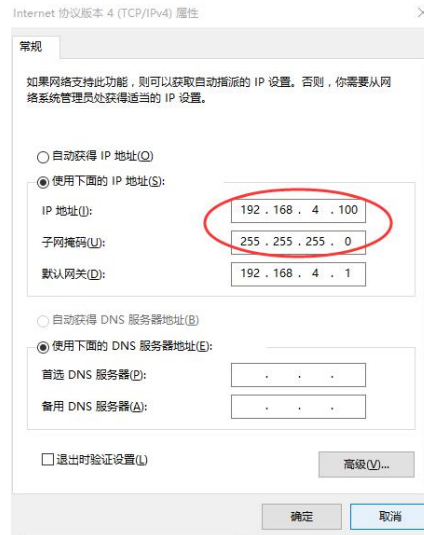 Internet 协议版本 4 (TCP/IPv4) 属性
常规
如果网络支持此功能，则可以获取自动指派的 IP 设置。否则，你需要从网
络系统管理员处获得适当的 IP 设置。
自动获得 IP 地址(O)
使用下面的 IP 地址(S):
IP 地址(I): 192 . 168 . 4 . 100
子网掩码(U): 255 . 255 . 255 . 0
默认网关(D): 192 . 168 . 4 . 1
自动获得 DNS 服务器地址(B)
使用下面的 DNS 服务器地址(E):
首选 DNS 服务器(P): . . .
备用 DNS 服务器(A): . . .
退出时验证设置(L)
高级(V)...
确定 取消